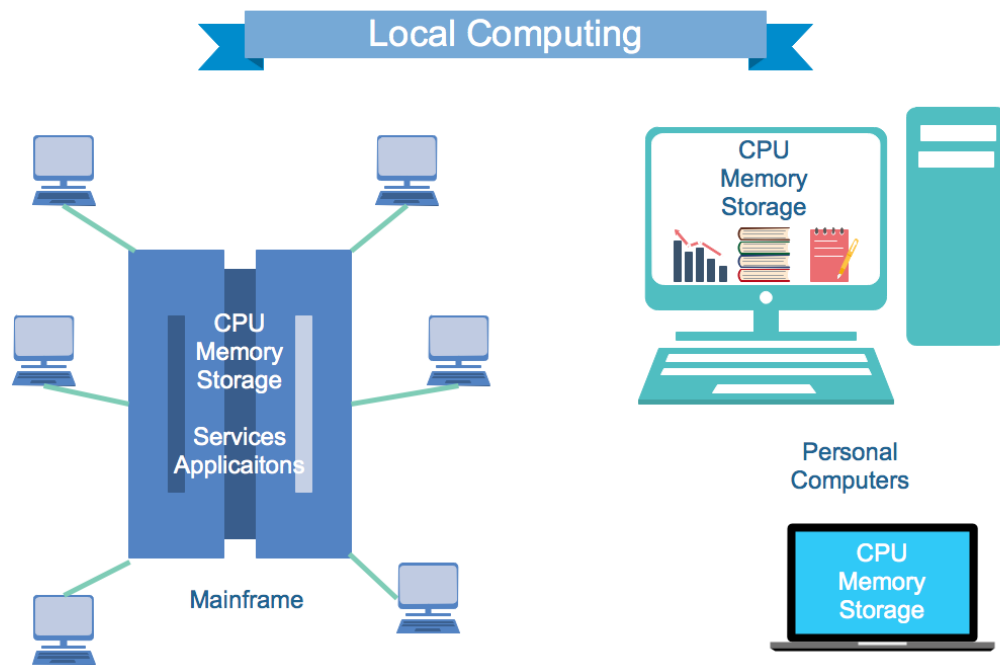 Local Computing
CPU
Memory
Storage
Services
Applicaitons
Mainframe
CPU
Memory
Storage
Personal
Computers
CPU
Memory
Storage